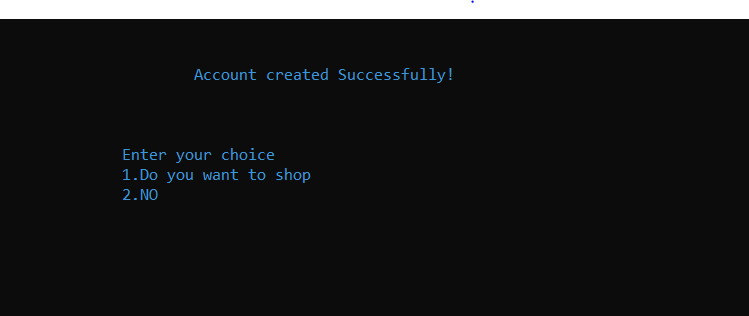 Account created Successfully!
Enter your choice
1.Do you want to shop
2.NO